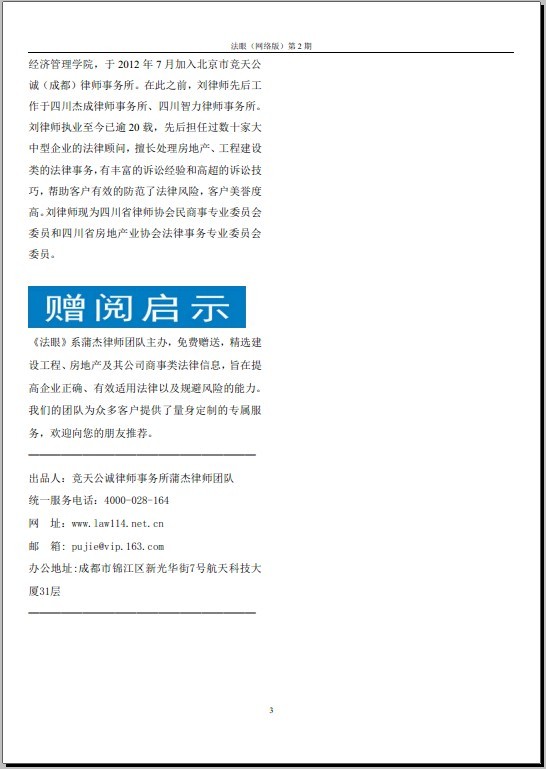 法眼（网络版）第 2 期
经济管理学院，于 2012 年 7 月加入北京市竞天公
诚（成都）律师事务所。在此之前，刘律师先后工
作于四川杰成律师事务所、四川智力律师事务所。
刘律师执业至今已逾 20 载，先后担任过数十家大
中型企业的法律顾问，擅长处理房地产、工程建设
类的法律事务，有丰富的诉讼经验和高超的诉讼技
巧，帮助客户有效的防范了法律风险，客户美誉度
高。刘律师现为四川省律师协会民商事专业委员会
委员和四川省房地产业协会法律事务专业委员会
委员。
赠阅启示
《法眼》系蒲杰律师团队主办，免费赠送，精选建
设工程、房地产及其公司商事类法律信息，旨在提
高企业正确、有效适用法律以及规避风险的能力。
我们的团队为众多客户提供了量身定制的专属服
务，欢迎向您的朋友推荐。
出品人：竞天公诚律师事务所蒲杰律师团队
统一服务电话：4000-028-164
网　址：www.law114.net.cn
邮　箱：pujie@vip.163.com
办公地址:成都市锦江区新光华街7号航天科技大
厦31层
3